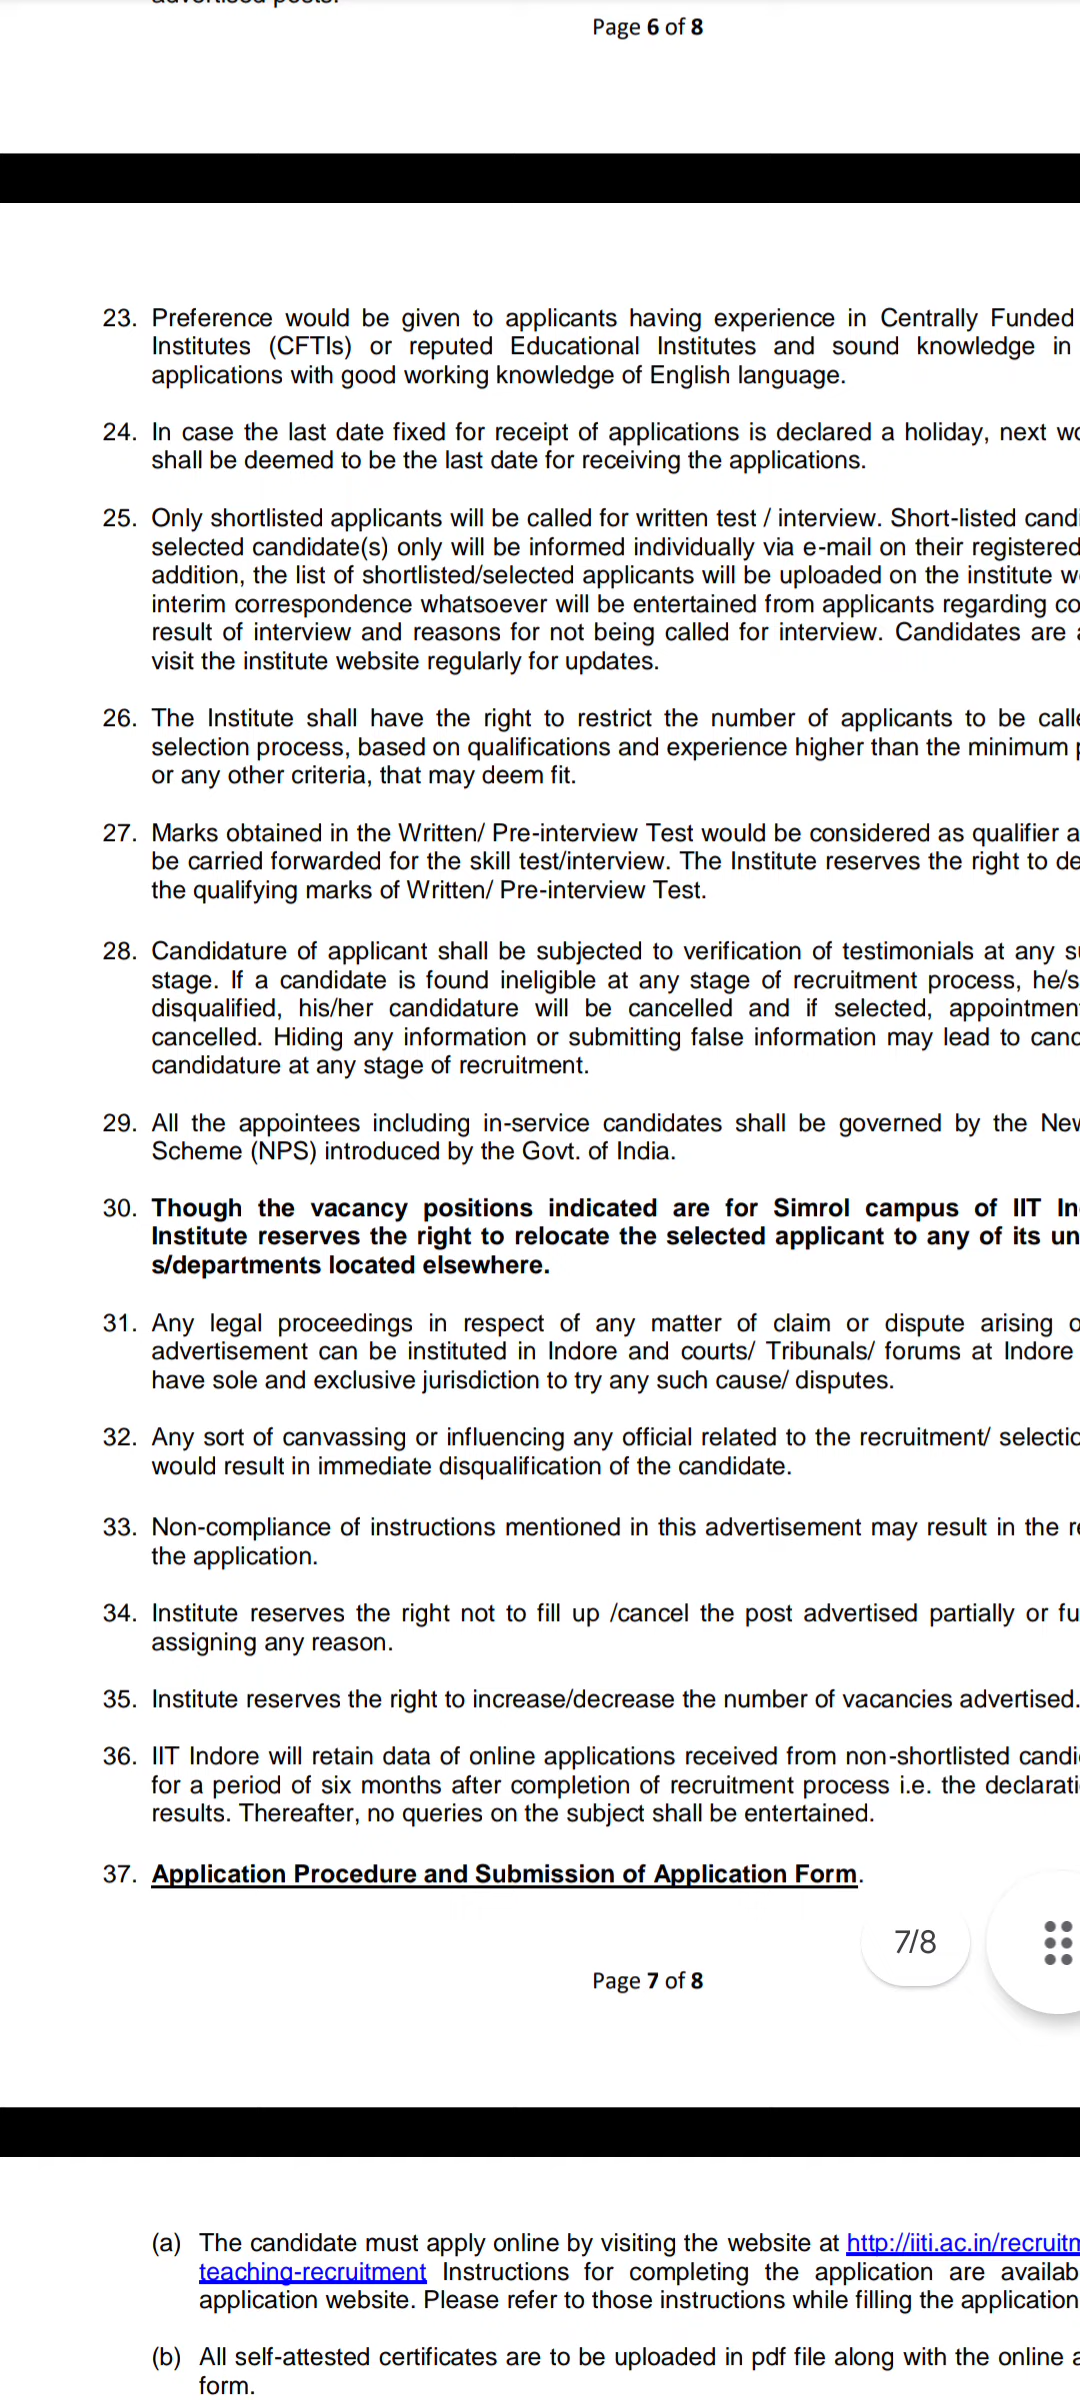 Page 6 of 8
23. Preference would be given to applicants having experience in Centrally Funded
Institutes (CFTIs) or reputed Educational Institutes and sound knowledge in
applications with good working knowledge of English language.
24. In case the last date fixed for receipt of applications is declared a holiday, next
shall be deemed to be the last date for receiving the applications.
25. Only shortlisted applicants will be called for written test / interview. Short-listed
selected candidate(s) only will be informed individually via e-mail on their registered
addition, the list of shortlisted/selected applicants will be uploaded on the institute
interim correspondence whatsoever will be entertained from applicants regarding
result of interview and reasons for not being called for interview. Candidates are
visit the institute website regularly for updates.
26. The Institute shall have the right to restrict the number of applicants to be
selection process, based on qualifications and experience higher than the minimum
or any other criteria, that may deem fit.
27. Marks obtained in the Written/ Pre-interview Test would be considered as qualifier
be carried forwarded for the skill test/interview. The Institute reserves the right to
the qualifying marks of Written/ Pre-interview Test.
28. Candidature of applicant shall be subjected to verification of testimonials at any
stage. If a candidate is found ineligible at any stage of recruitment process,
disqualified, his/her candidature will be cancelled and if selected,
cancelled. Hiding any information or submitting false information may lead to
candidature at any stage of recruitment.
29. All the appointees including in-service candidates shall be governed by the
Scheme (NPS) introduced by the Govt. of India.
30. Though the vacancy positions indicated are for Simrol campus of IIT
Institute reserves the right to relocate the selected applicant to any of its
s/departments located elsewhere.
31. Any legal proceedings in respect of any matter of claim or dispute arising
advertisement can be instituted in Indore and courts/ Tribunals/ forums at Indore
have sole and exclusive jurisdiction to try any such cause/ disputes.
32. Any sort of canvassing or influencing any official related to the recruitment/
would result in immediate disqualification of the candidate.
33. Non-compliance of instructions mentioned in this advertisement may result in the
the application.
34. Institute reserves the right not to fill up /cancel the post advertised partially or
assigning any reason.
35. Institute reserves the right to increase/decrease the number of vacancies advertised.
36. IIT Indore will retain data of online applications received from non-shortlisted
for a period of six months after completion of recruitment process i.e. the
results. Thereafter, no queries on the subject shall be entertained.
37. Application Procedure and Submission of Application Form.
7/8
Page 7 of 8
(a) The candidate must apply online by visiting the website at
teaching-recruitment Instructions for completing the application are
application website. Please refer to those instructions while filling the application
(b) All self-attested certificates are to be uploaded in pdf file along with the online
form.